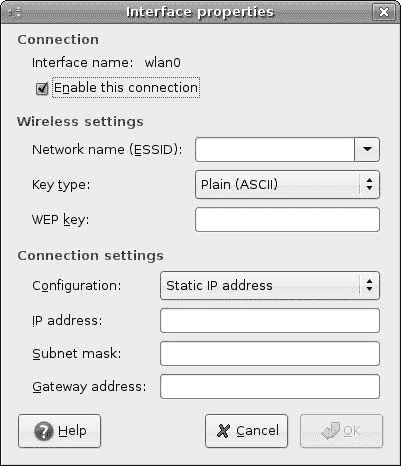 Interface properties
Connection
Interface name: wlan0
Enable this connection
Wireless settings
Network name (ESSID):
Key type: Plain (ASCII)
WEP key:
Connection settings
Configuration: Static IP address
IP address:
Subnet mask:
Gateway address:
Help Cancel OK